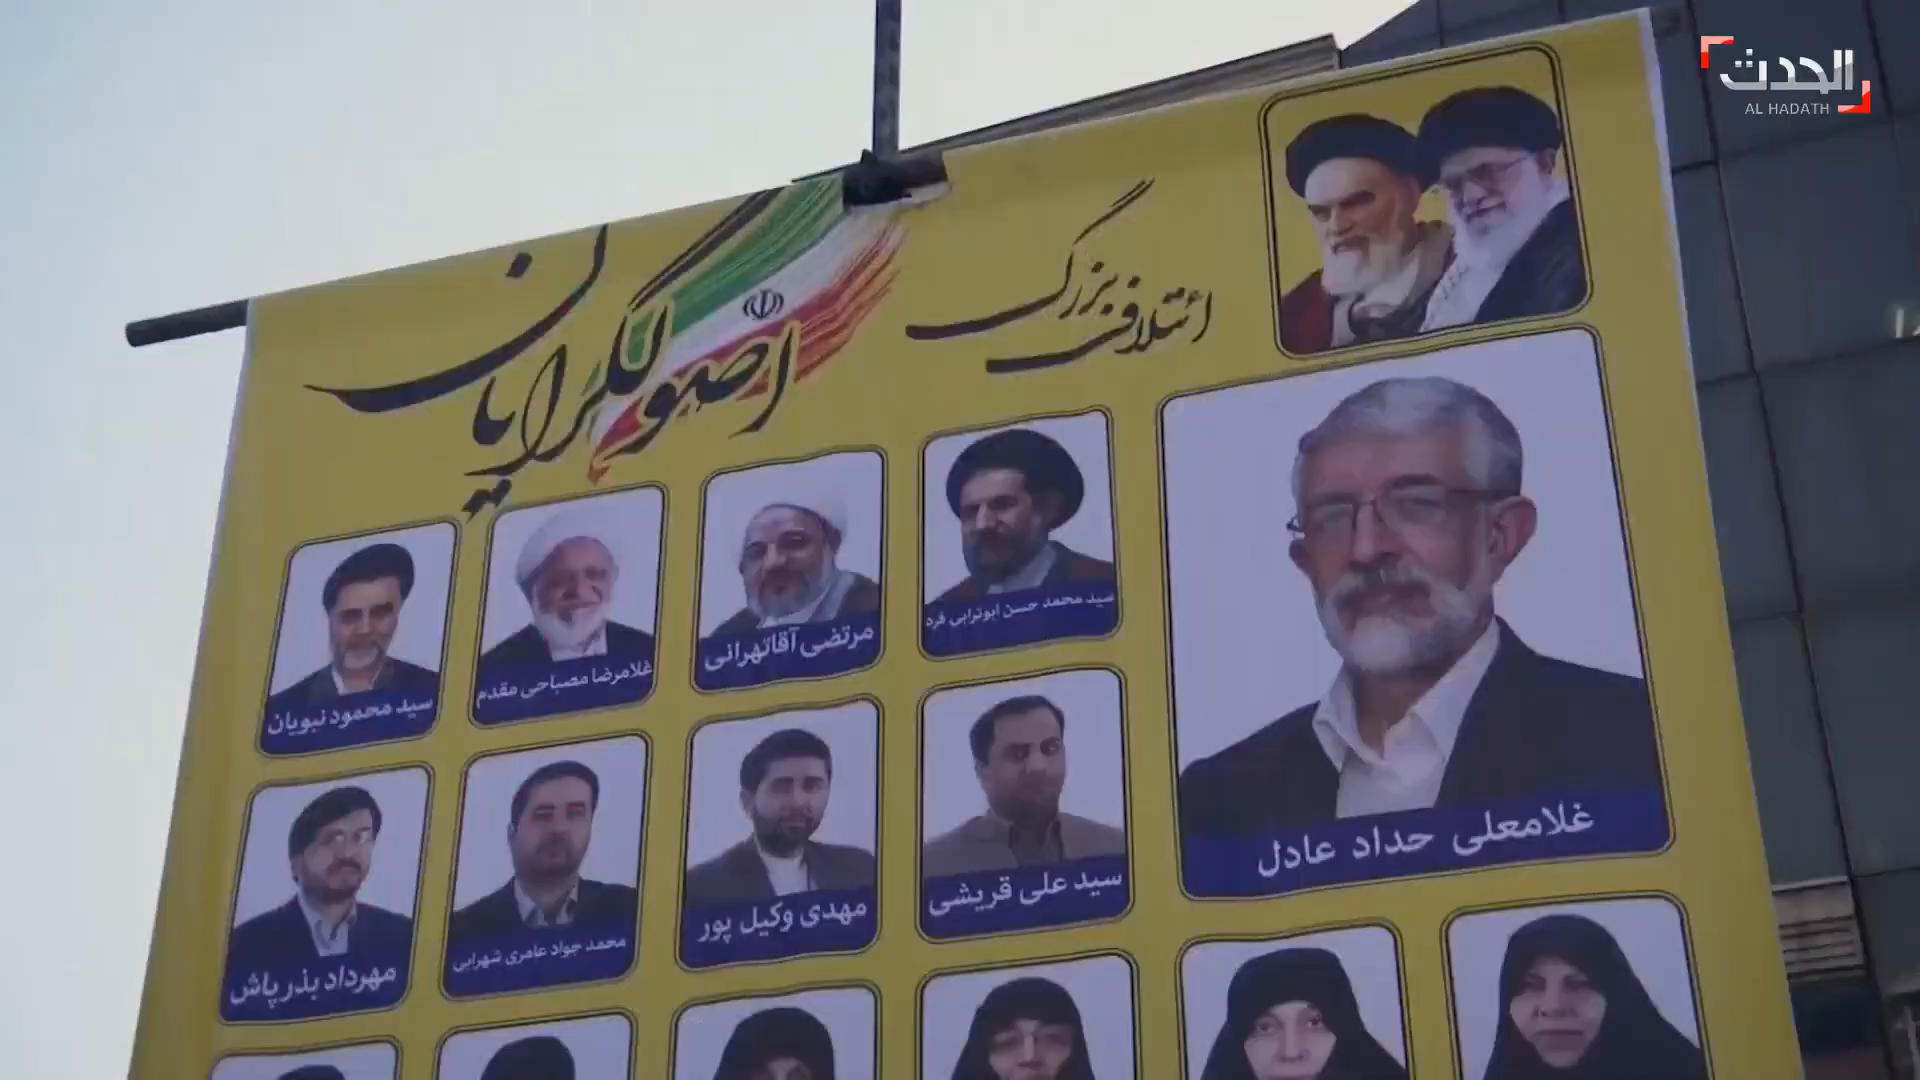 الحدث
AL HADATH
ائتلاف بزرگ
اصولگرایان
سید محمد حسن ابوترابی فرد
مرتضی آقاتهرانی
غلامرضا مصباحی مقدم
سید محمود نبویان
غلامعلی حداد عادل
سید علی قریشی
مهدی وکیل پور
محمد جواد عامری شهرابی
مهرداد بذرپاش